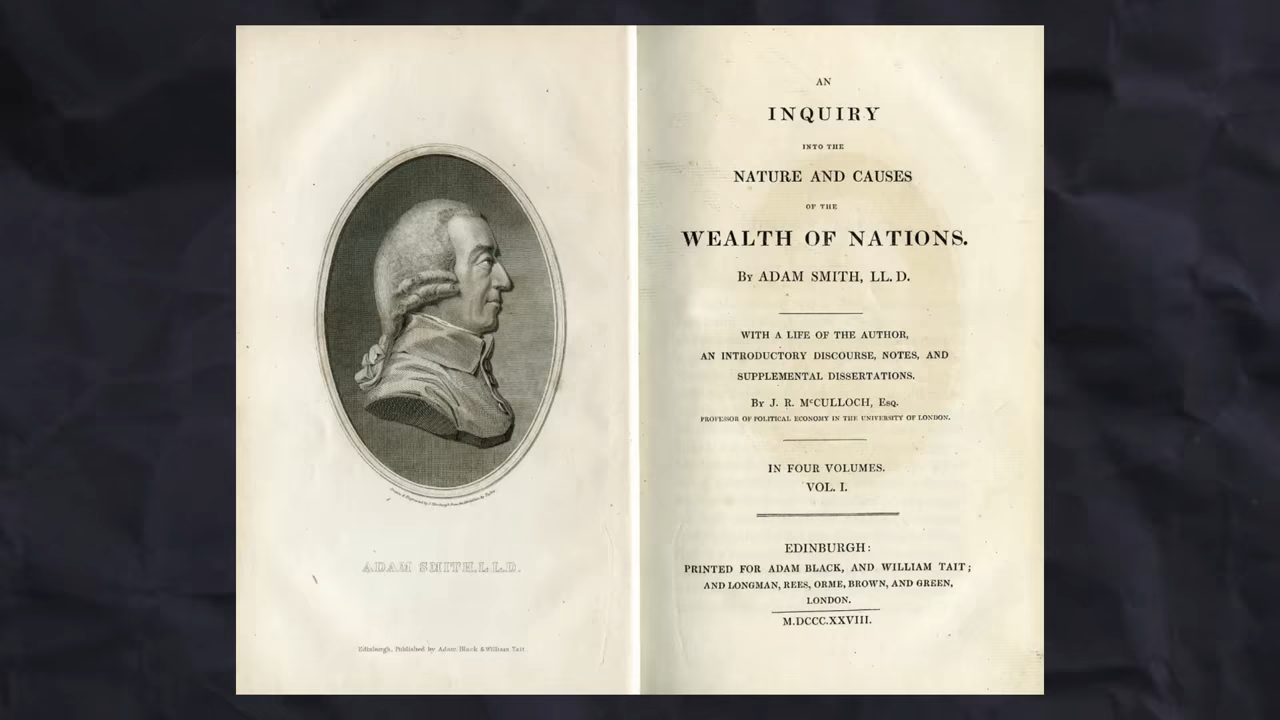 ADAM SMITH, LL.D.
Edinburgh, Published by Adam Black & William Tait
AN
INQUIRY
INTO THE
NATURE AND CAUSES
OF THE
WEALTH OF NATIONS.
By ADAM SMITH, LL. D.
WITH A LIFE OF THE AUTHOR,
AN INTRODUCTORY DISCOURSE, NOTES, AND
SUPPLEMENTAL DISSERTATIONS.
By J. R. McCULLOCH, Esq.
PROFESSOR OF POLITICAL ECONOMY IN THE UNIVERSITY OF LONDON.
IN FOUR VOLUMES.
VOL. I.
EDINBURGH:
PRINTED FOR ADAM BLACK, AND WILLIAM TAIT;
AND LONGMAN, REES, ORME, BROWN, AND GREEN,
LONDON.
M.DCCC.XXVIII.